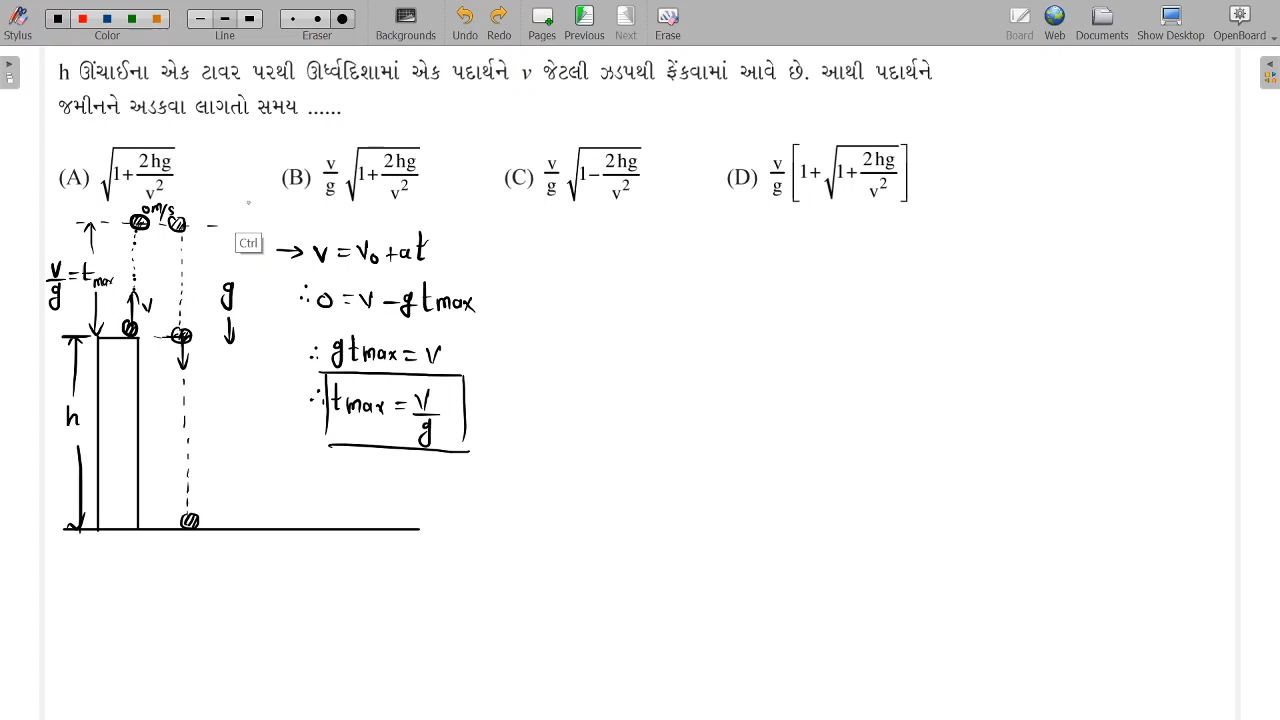 Stylus Color Line Eraser Backgrounds Undo Redo Pages Previous Next Erase Board Web Documents Show Desktop OpenBoard
h ઊંચાઈના એક ટાવર પરથી ઊર્ધ્વદિશામાં એક પદાર્થને v જેટલી ઝડપથી ફેંકવામાં આવે છે. આથી પદાર્થને
જમીનને અડકવા લાગતો સમય ......
(A) √(1+2hg/v²) (B) v/g √(1+2hg/v²) (C) v/g √(1−2hg/v²) (D) v/g [1+√(1+2hg/v²)]
0m/s
Ctrl
→ v = v₀ + at
v/g = tmax
v
g
∴ 0 = v − g tmax
∴ g tmax = v
∴ tmax = v/g
h